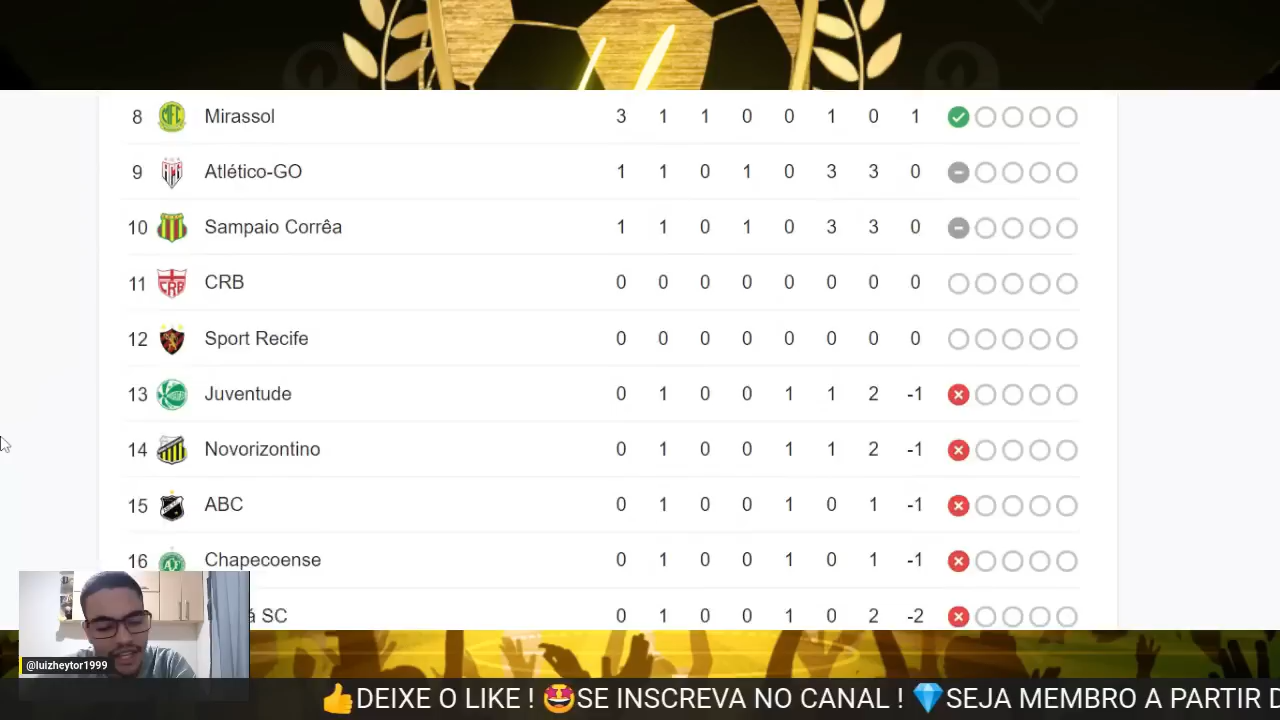 8 Mirassol 3 1 1 0 0 1 0 1
9 Atlético-GO 1 1 0 1 0 3 3 0
10 Sampaio Corrêa 1 1 0 1 0 3 3 0
11 CRB 0 0 0 0 0 0 0 0
12 Sport Recife 0 0 0 0 0 0 0 0
13 Juventude 0 1 0 0 1 1 2 -1
14 Novorizontino 0 1 0 0 1 1 2 -1
15 ABC 0 1 0 0 1 0 1 -1
16 Chapecoense 0 1 0 0 1 0 1 -1
SC 0 1 0 0 1 0 2 -2
@luizheytor1999
👍DEIXE O LIKE ! 🤩SE INSCREVA NO CANAL ! 💎SEJA MEMBRO A PARTIR D